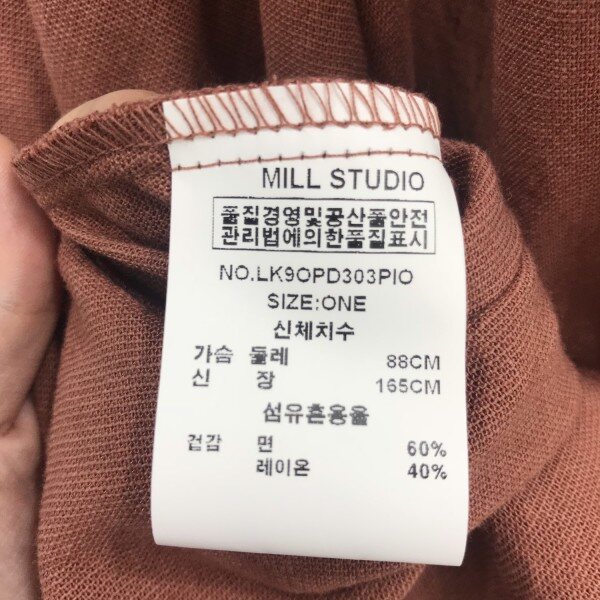 MILL STUDIO
품질경영및공산품안전
관리법에의한품질표시
NO.LK9OPD303PIO
SIZE:ONE
신체치수
가슴 둘레 88CM
신 장 165CM
섬유혼용율
겁감 면 60%
레이온 40%